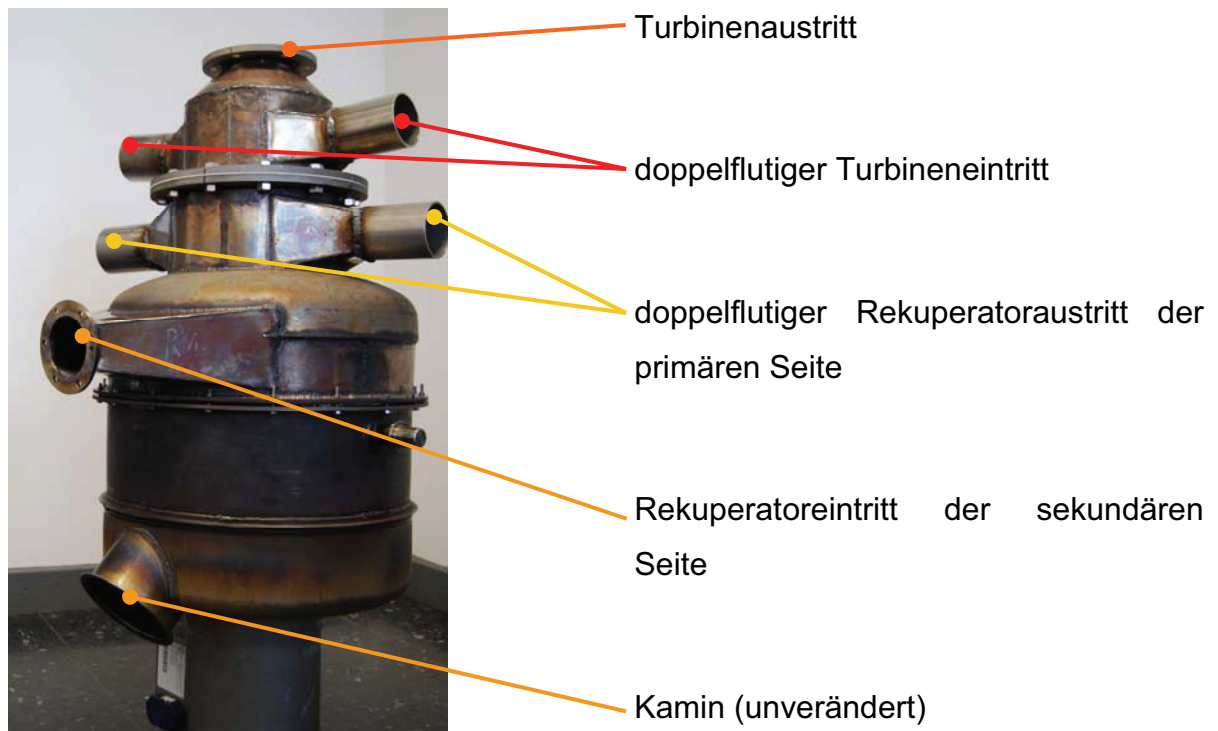 Turbinenaustritt
doppelflutiger Turbineneintritt
doppelflutiger Rekuperatoraustritt der
primären Seite
Rekuperatoreintritt der sekundären
Seite
Kamin (unverändert)